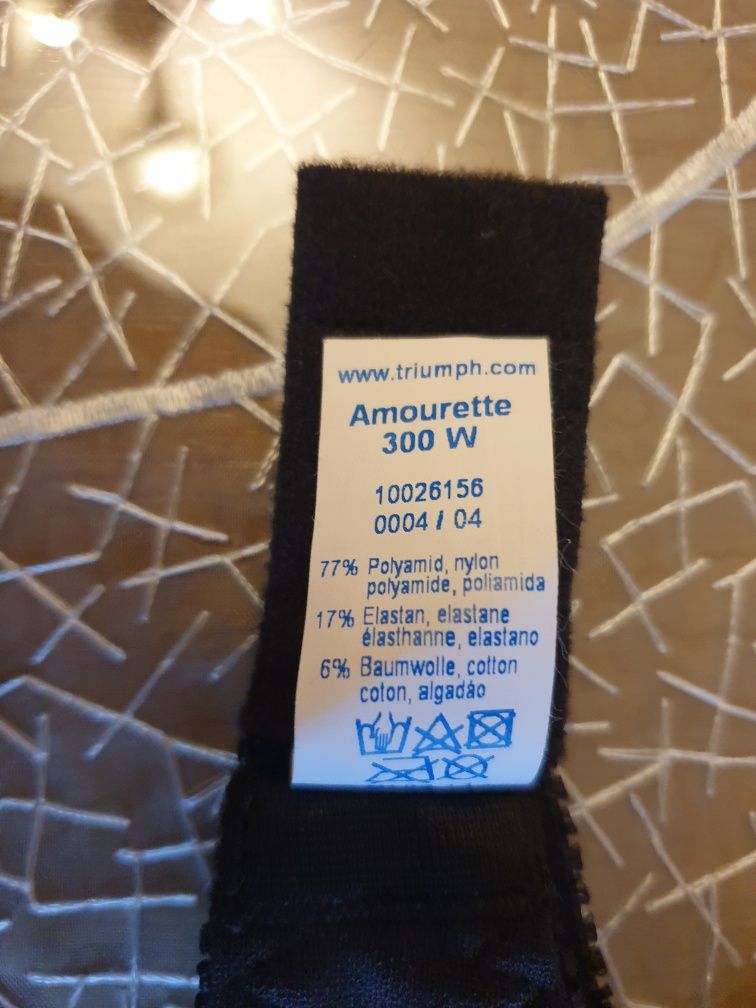 www.triumph.com
Amourette
300 W
10026156
0004 / 04
77% Polyamid, nylon
polyamide, poliamida
17% Elastan, elastane
élasthanne, elastano
6% Baumwolle, cotton
coton, algadáo